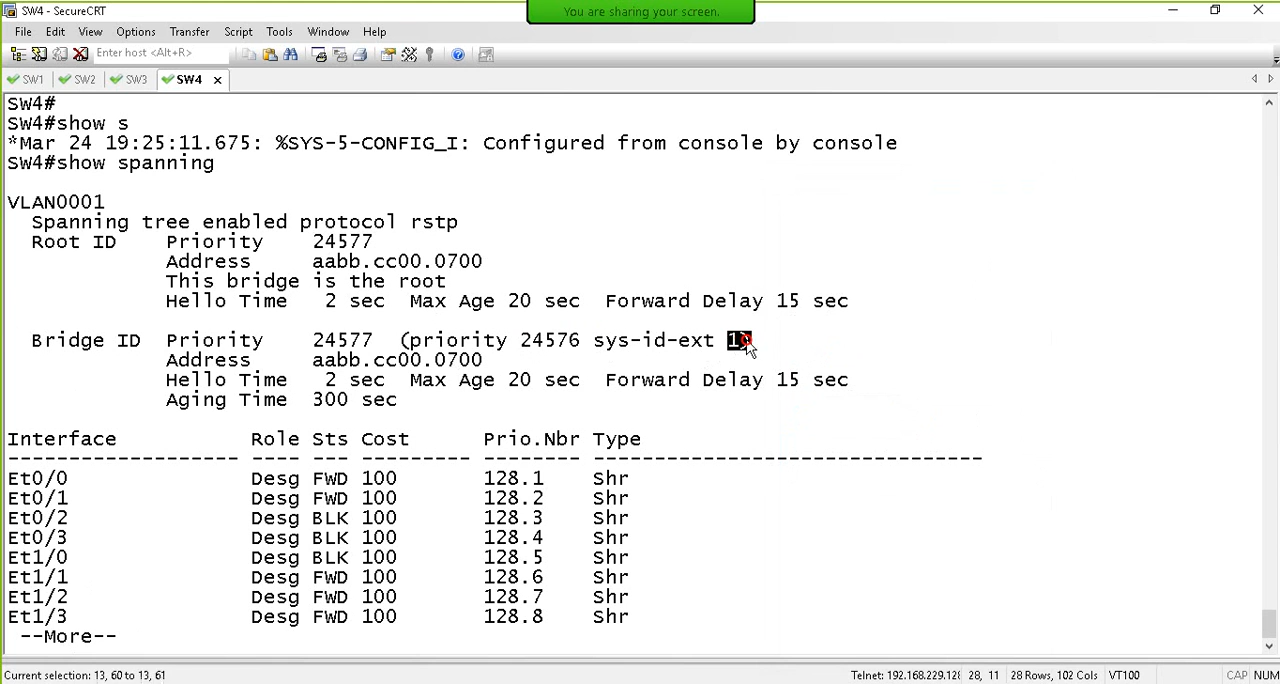 SW4 - SecureCRT
You are sharing your screen.
File Edit View Options Transfer Script Tools Window Help
Enter host <Alt+R>
SW1 SW2 SW3 SW4
SW4#
SW4#show s
*Mar 24 19:25:11.675: %SYS-5-CONFIG_I: Configured from console by console
SW4#show spanning
VLAN0001
Spanning tree enabled protocol rstp
Root ID Priority 24577
Address aabb.cc00.0700
This bridge is the root
Hello Time 2 sec Max Age 20 sec Forward Delay 15 sec
Bridge ID Priority 24577 (priority 24576 sys-id-ext 1)
Address aabb.cc00.0700
Hello Time 2 sec Max Age 20 sec Forward Delay 15 sec
Aging Time 300 sec
Interface Role Sts Cost Prio.Nbr Type
------------------- ---- --- --------- -------- --------------------------------
Et0/0 Desg FWD 100 128.1 Shr
Et0/1 Desg FWD 100 128.2 Shr
Et0/2 Desg BLK 100 128.3 Shr
Et0/3 Desg BLK 100 128.4 Shr
Et1/0 Desg BLK 100 128.5 Shr
Et1/1 Desg FWD 100 128.6 Shr
Et1/2 Desg FWD 100 128.7 Shr
Et1/3 Desg FWD 100 128.8 Shr
--More--
Current selection: 13, 60 to 13, 61
Telnet: 192.168.229.12 28, 11 28 Rows, 102 Cols VT100 CAP NUM